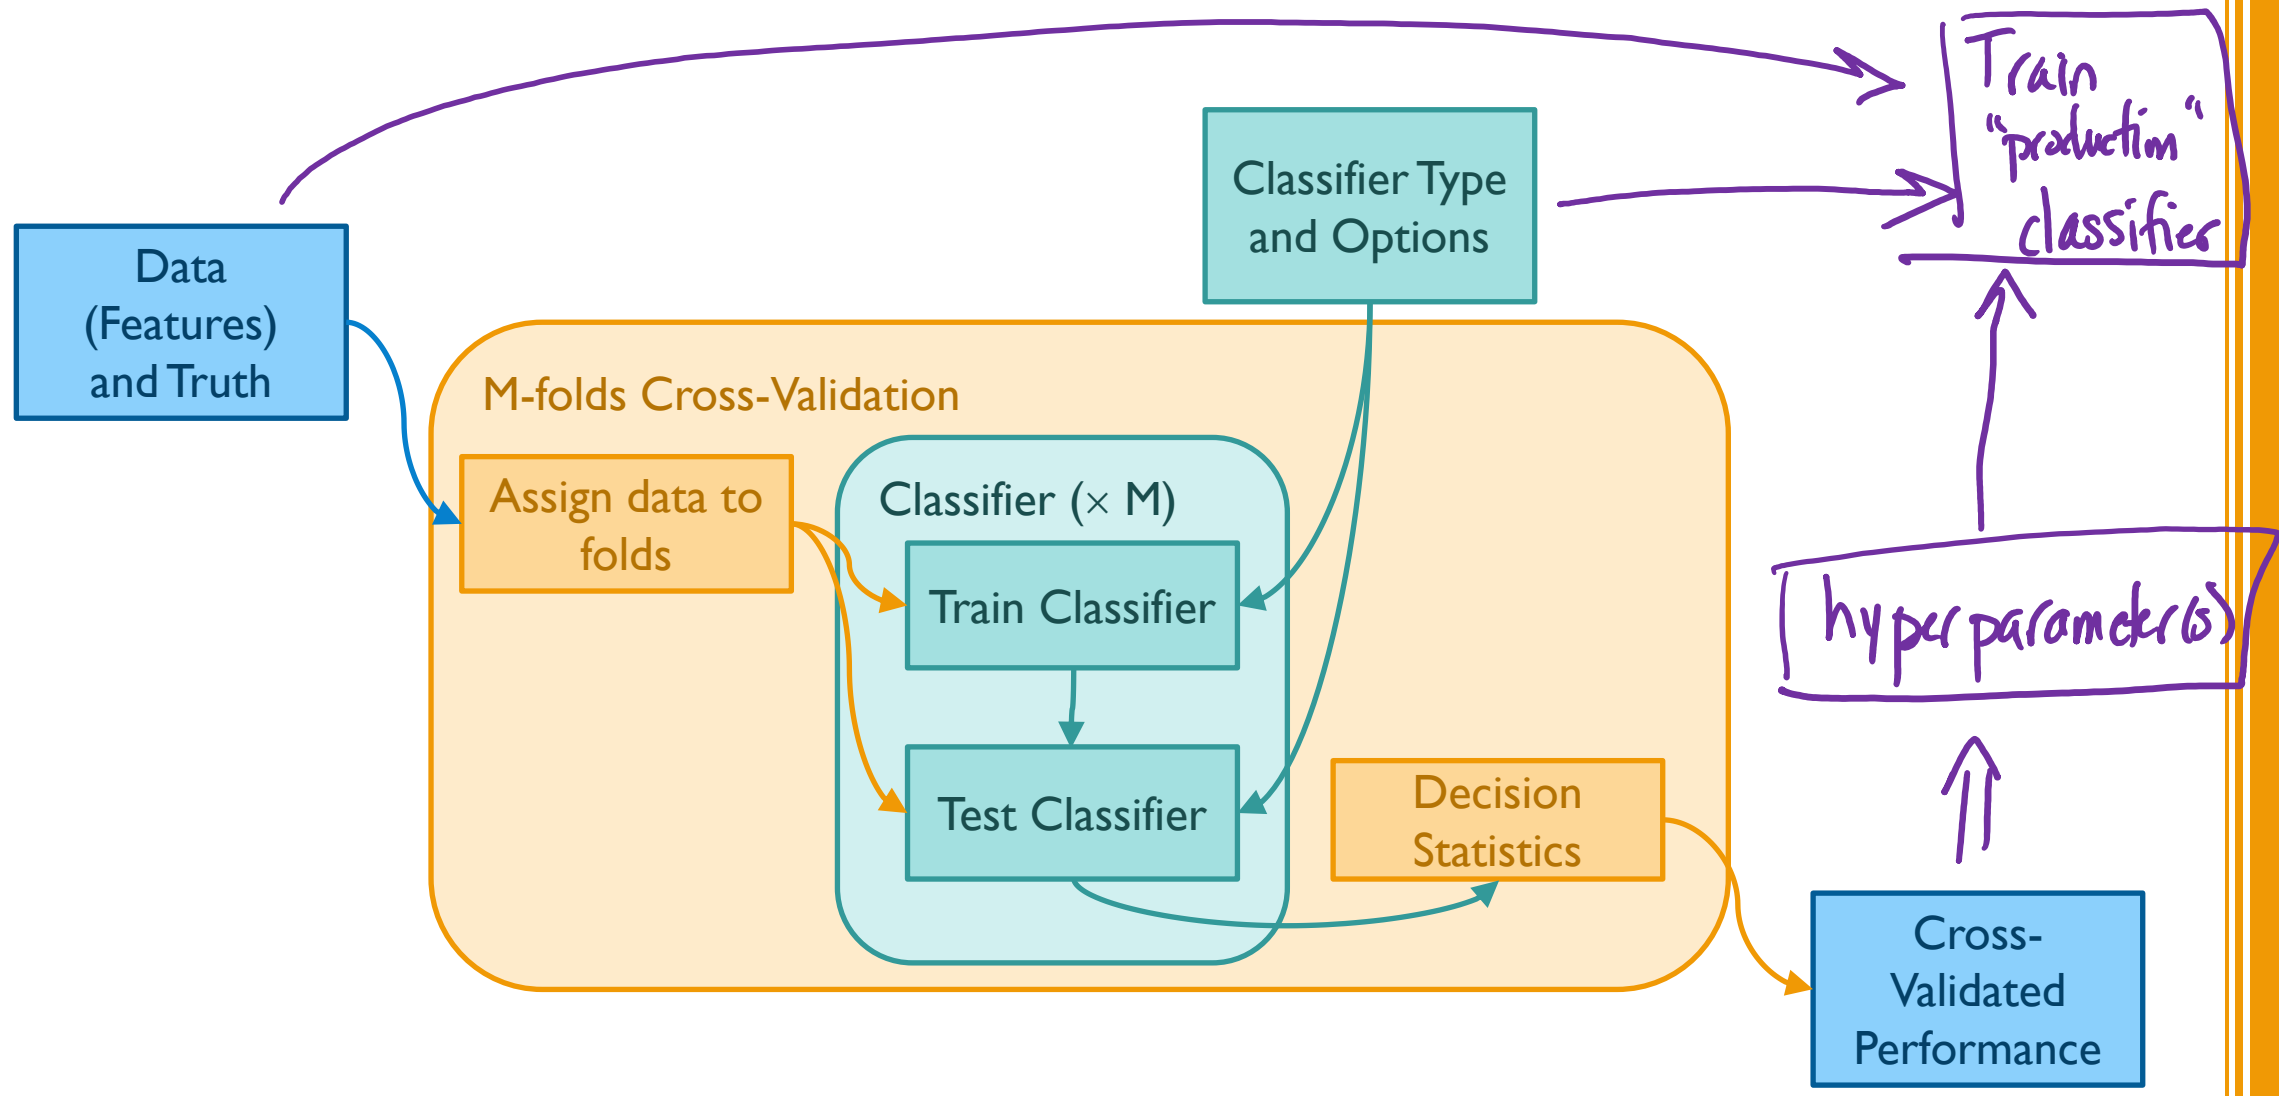 Train
"production"
classifier
Classifier Type
and Options
Data
(Features)
and Truth
M-folds Cross-Validation
Assign data to
folds
Classifier (× M)
Train Classifier
Test Classifier
hyperparameter(s)
Decision
Statistics
Cross-
Validated
Performance